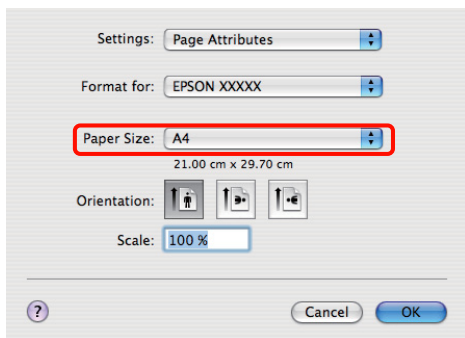 Settings: Page Attributes
Format for: EPSON XXXXX
Paper Size: A4
21.00 cm x 29.70 cm
Orientation:
Scale: 100 %
? Cancel OK